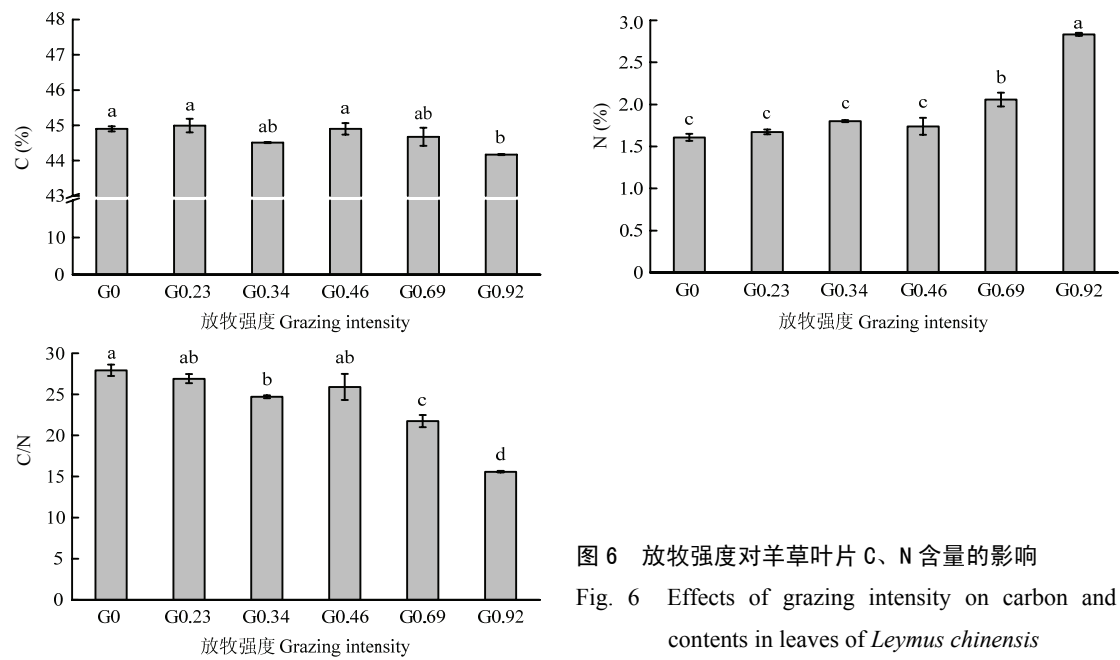 48
47
46
45
44
43
10
0
C (%)
a
a
ab
a
ab
b
G0 G0.23 G0.34 G0.46 G0.69 G0.92
放牧强度 Grazing intensity
3.0
2.5
2.0
1.5
1.0
0.5
0
N (%)
c
c
c
c
b
a
G0 G0.23 G0.34 G0.46 G0.69 G0.92
放牧强度 Grazing intensity
30
25
20
15
10
5
0
C/N
a
ab
b
ab
c
d
G0 G0.23 G0.34 G0.46 G0.69 G0.92
放牧强度 Grazing intensity
图 6 放牧强度对羊草叶片 C、N 含量的影响
Fig. 6 Effects of grazing intensity on carbon and
contents in leaves of Leymus chinensis